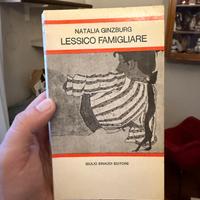 NATALIA GINZBURG
LESSICO FAMIGLIARE
GIULIO EINAUDI EDITORE